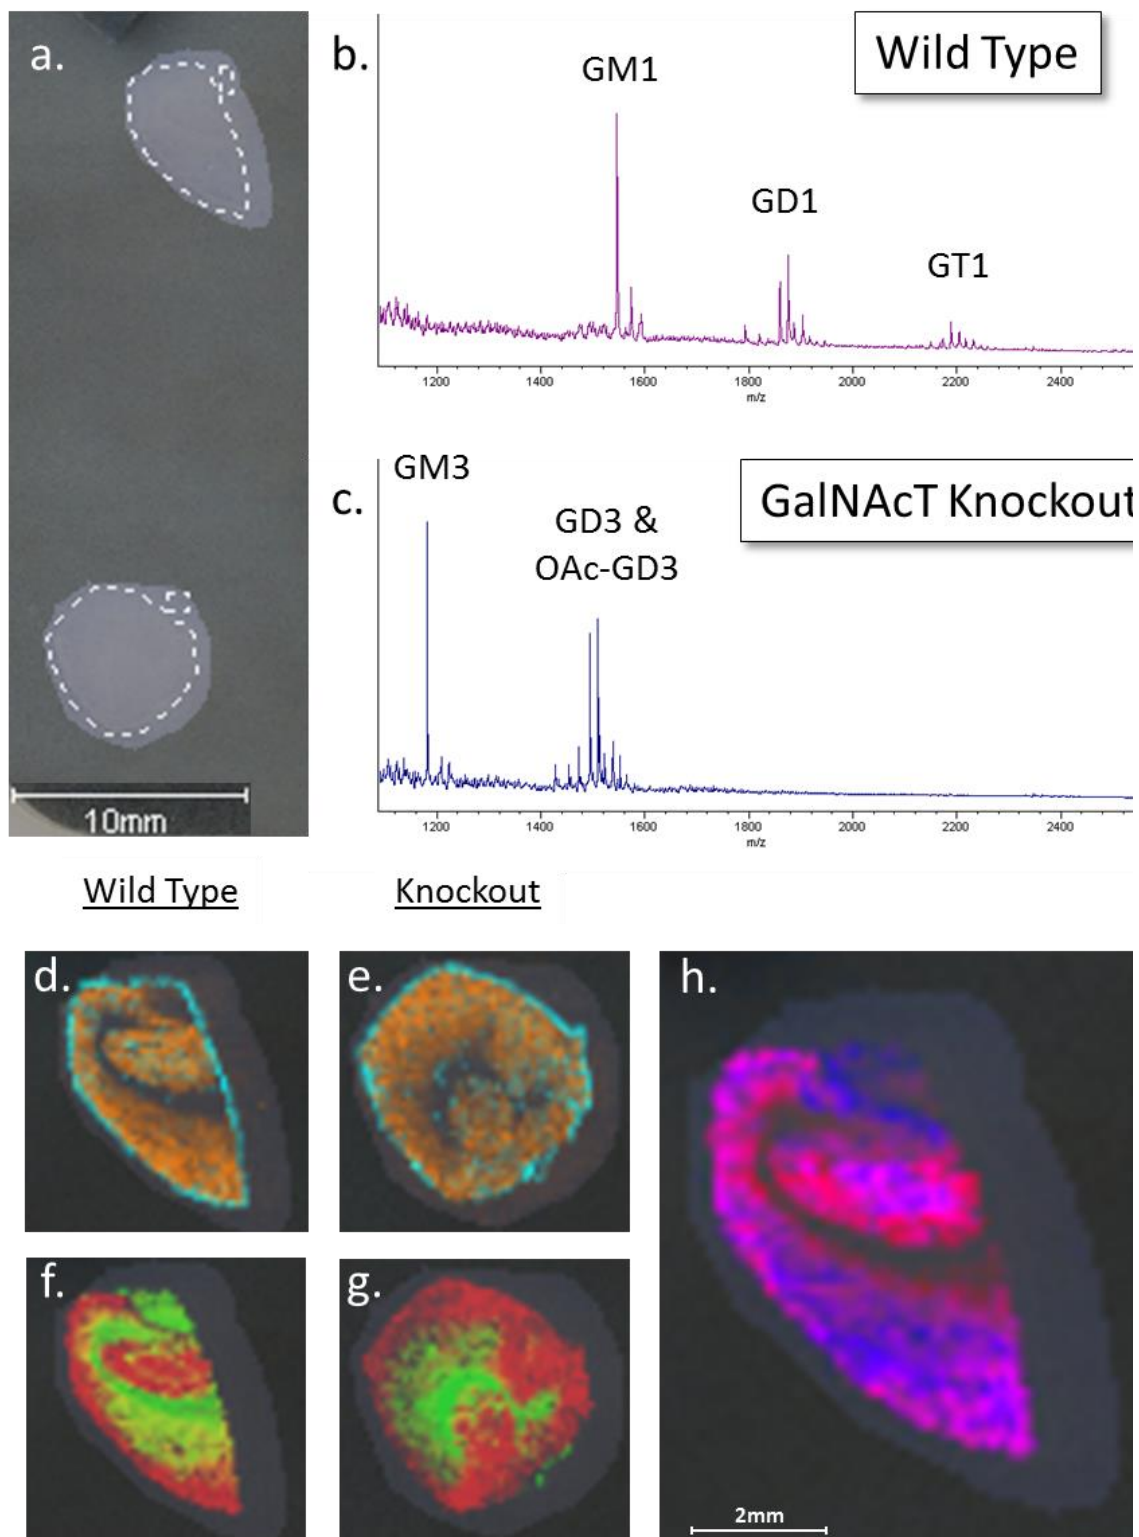 a.
10mm
b.
Wild Type
GM1
GD1
GT1
1200 1400 1600 1800 2000 2200 2400
m/z
c.
GalNAcT Knockout
GM3
GD3 &
OAc-GD3
1200 1400 1600 1800 2000 2200 2400
m/z
Wild Type Knockout
d.
e.
f.
g.
h.
2mm